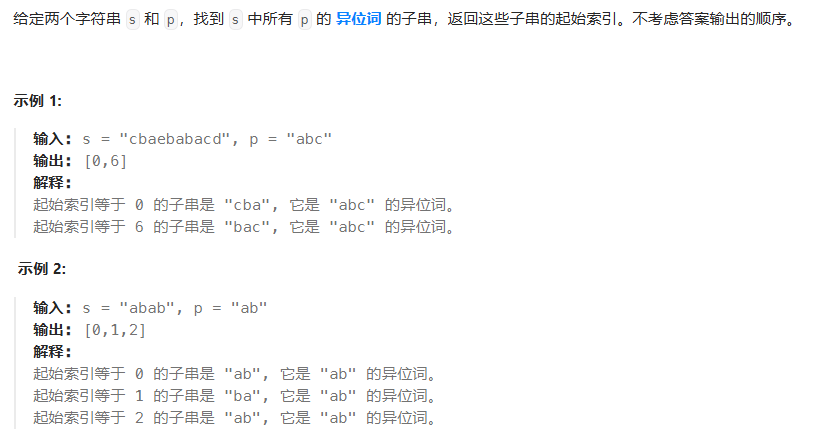 给定两个字符串 s 和 p，找到 s 中所有 p 的 异位词 的子串，返回这些子串的起始索引。不考虑答案输出的顺序。
示例 1:
输入: s = "cbaebabacd", p = "abc"
输出: [0,6]
解释:
起始索引等于 0 的子串是 "cba", 它是 "abc" 的异位词。
起始索引等于 6 的子串是 "bac", 它是 "abc" 的异位词。
示例 2:
输入: s = "abab", p = "ab"
输出: [0,1,2]
解释:
起始索引等于 0 的子串是 "ab", 它是 "ab" 的异位词。
起始索引等于 1 的子串是 "ba", 它是 "ab" 的异位词。
起始索引等于 2 的子串是 "ab", 它是 "ab" 的异位词。